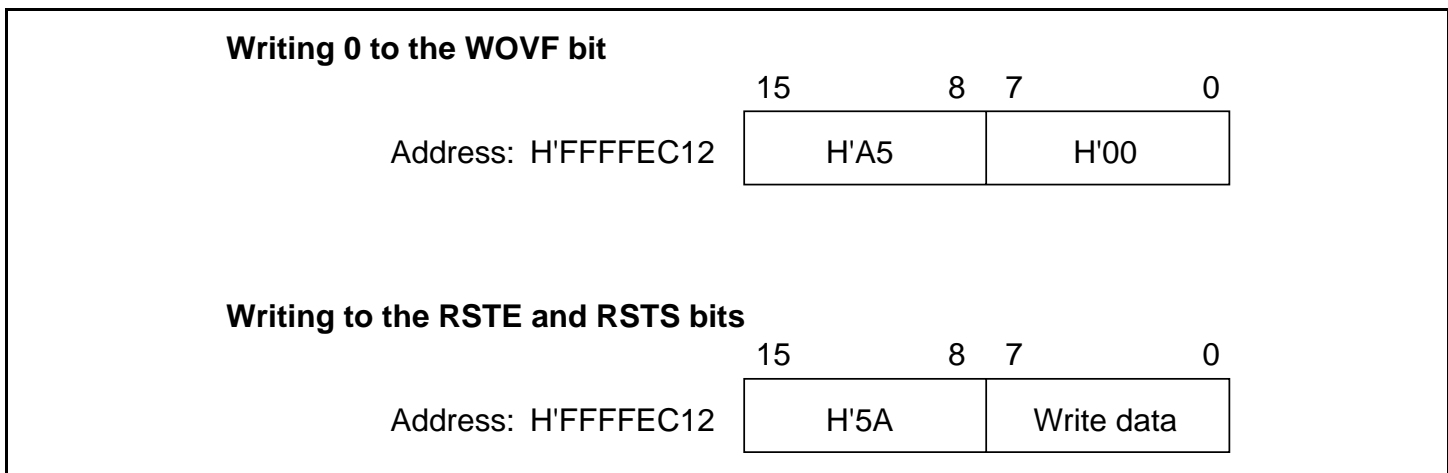 Writing 0 to the WOVF bit
15 8 7 0
Address: H'FFFFEC12 H'A5 H'00
Writing to the RSTE and RSTS bits
15 8 7 0
Address: H'FFFFEC12 H'5A Write data